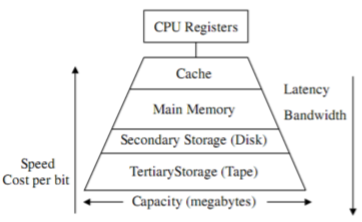 CPU Registers
Cache
Latency
Main Memory
Bandwidth
Secondary Storage (Disk)
Speed
TertiaryStorage (Tape)
Cost per bit
Capacity (megabytes)